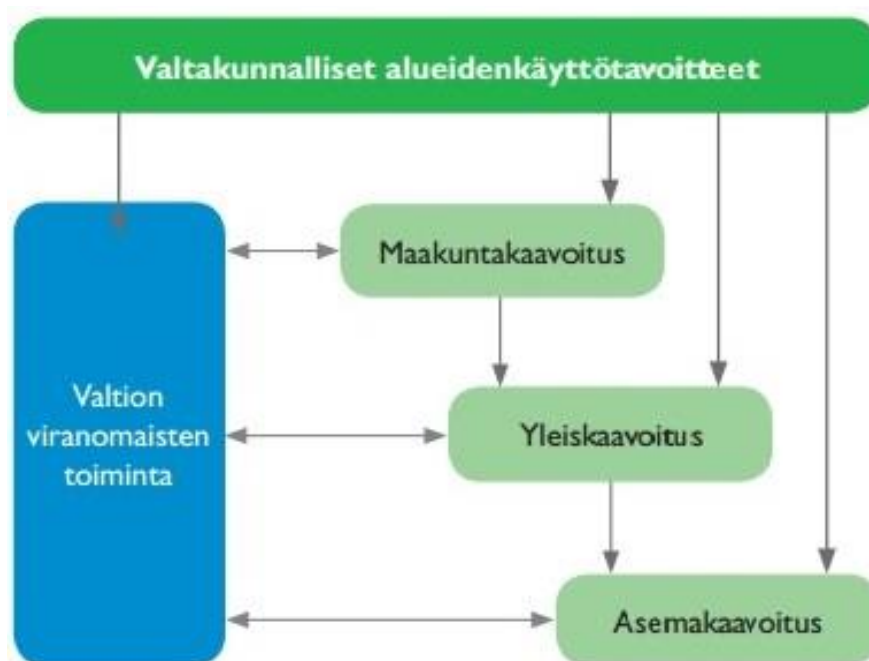 Valtakunnalliset alueidenkäyttötavoitteet
Maakuntakaavoitus
Valtion
viranomaisten
toiminta
Yleiskaavoitus
Asemakaavoitus